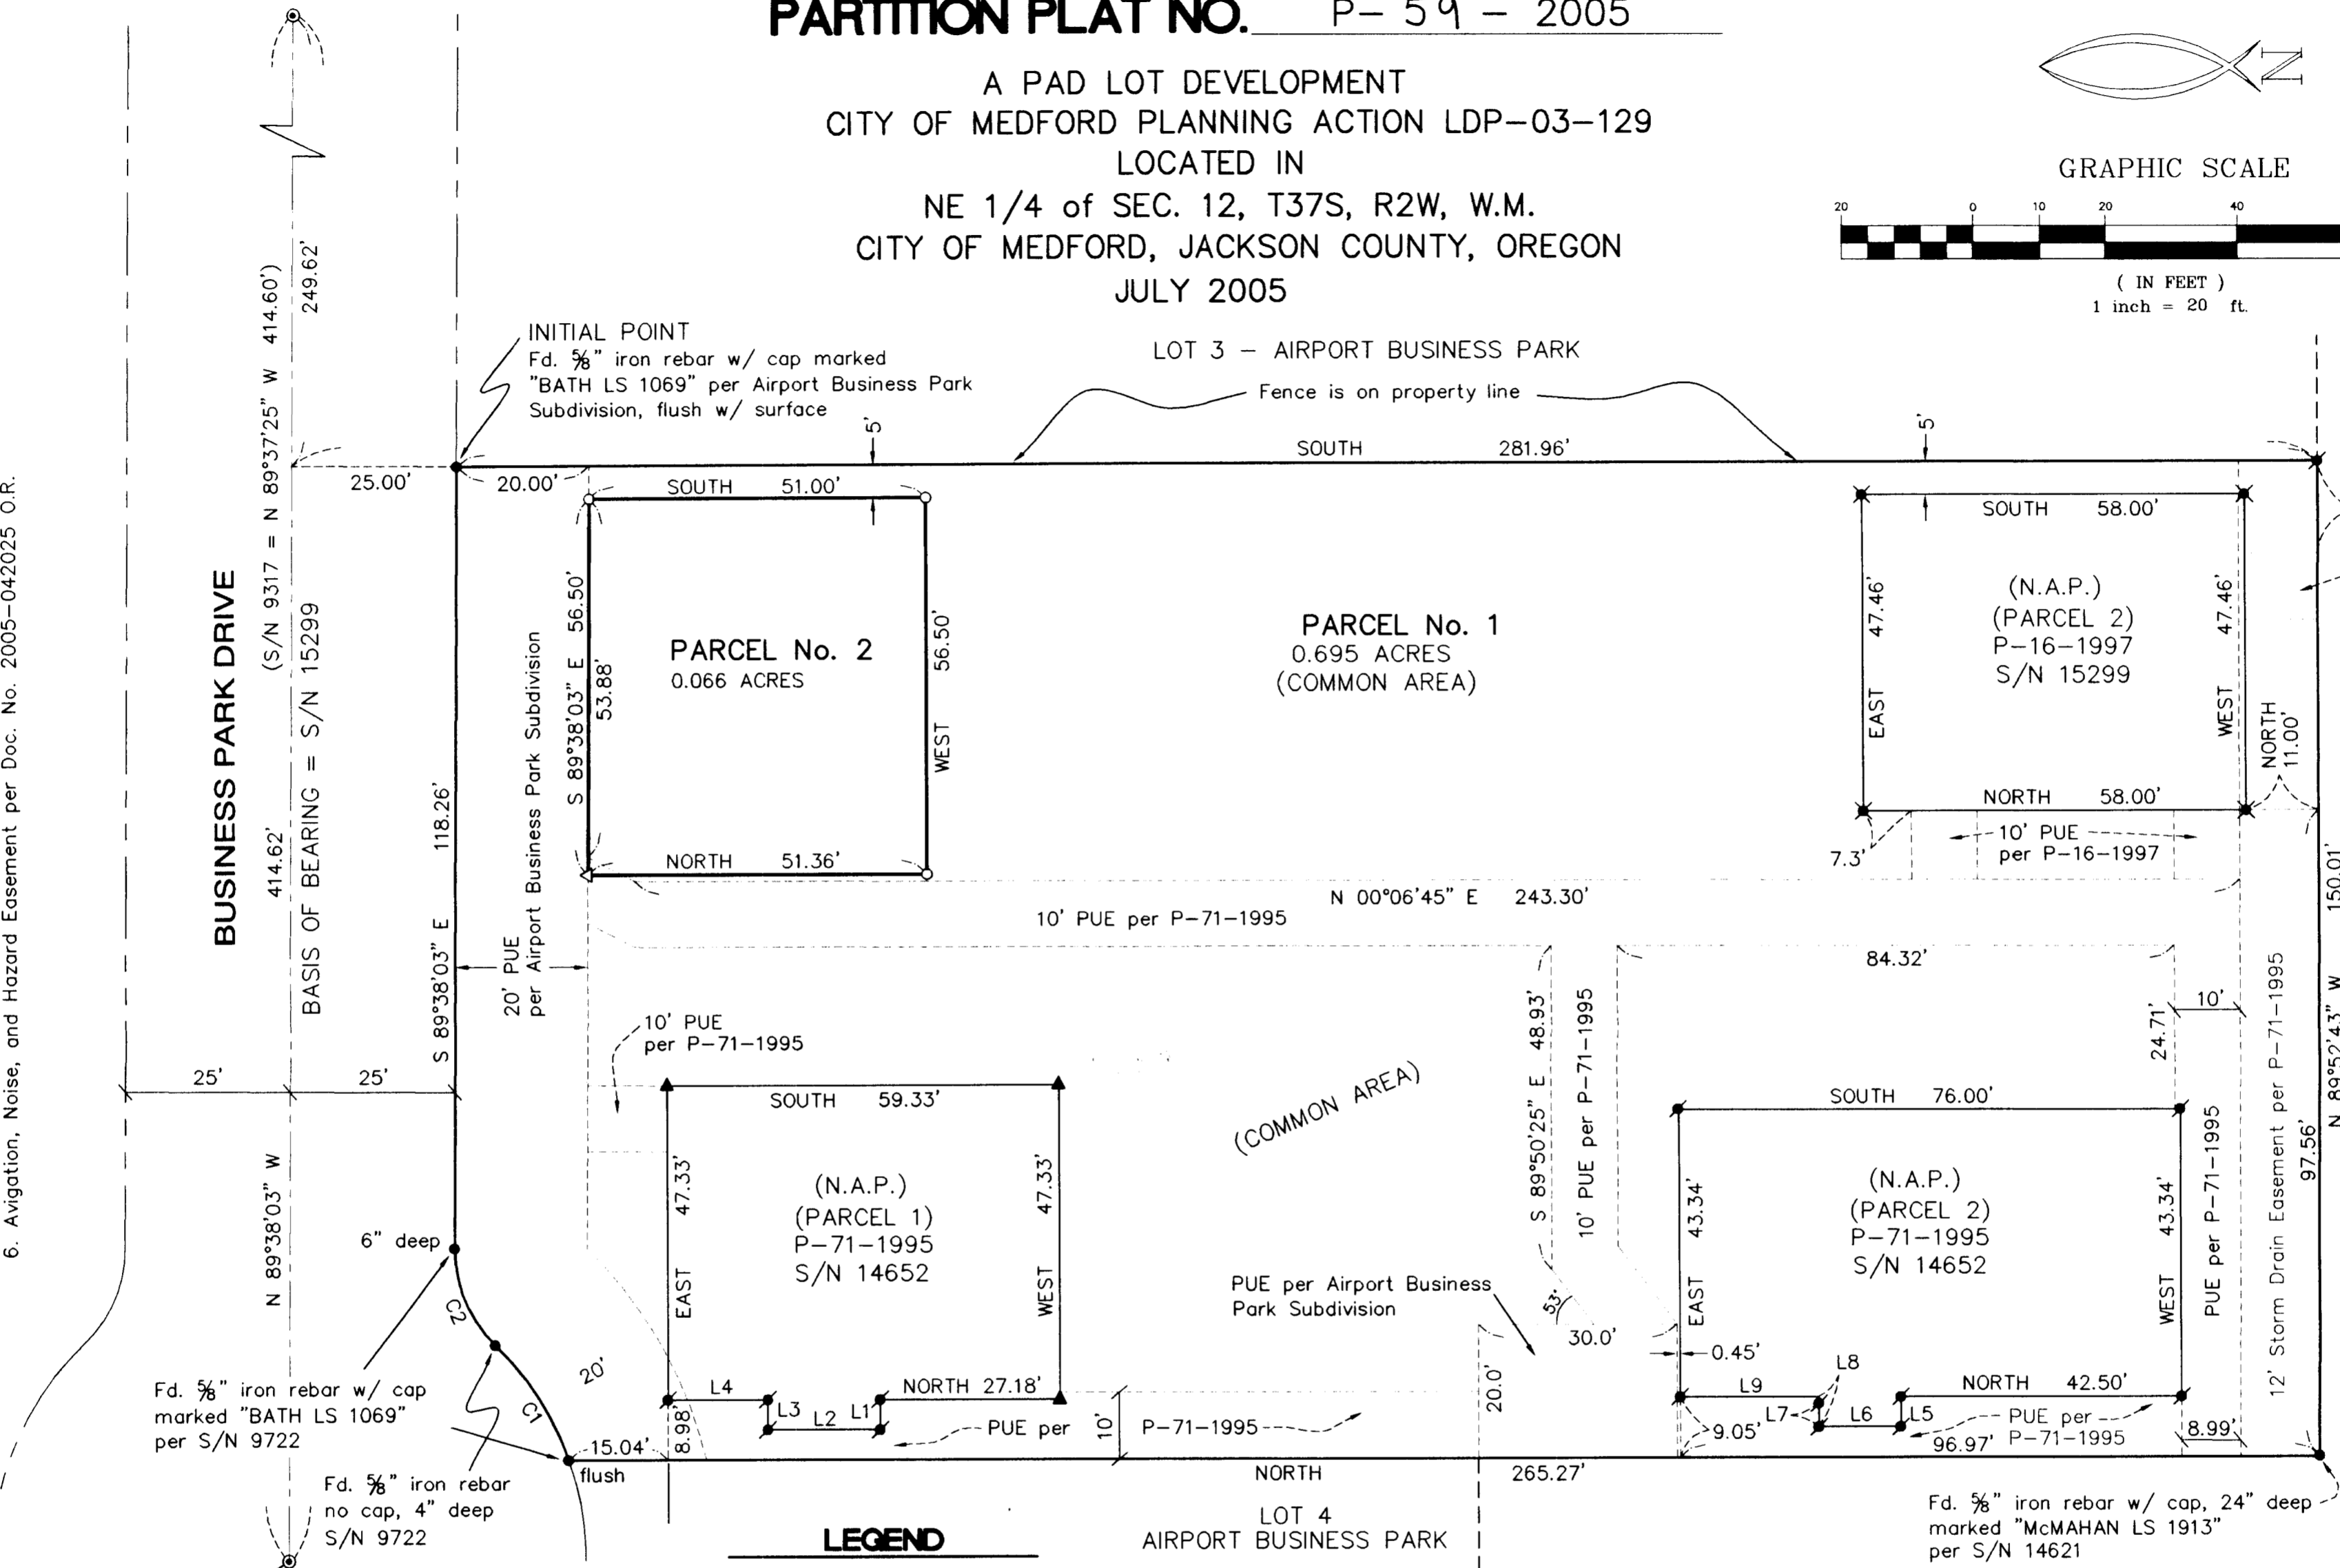 PARTITION PLAT NO. P-59-2005
A PAD LOT DEVELOPMENT
CITY OF MEDFORD PLANNING ACTION LDP-03-129
LOCATED IN
NE 1/4 of SEC. 12, T37S, R2W, W.M.
CITY OF MEDFORD, JACKSON COUNTY, OREGON
JULY 2005
N
GRAPHIC SCALE
20 0 10 20 40
( IN FEET )
1 inch = 20 ft.
6. Avigation, Noise, and Hazard Easement per Doc. No. 2005-042025 O.R.
BUSINESS PARK DRIVE
(S/N 9317 = N 89°37'25" W 414.60')
249.62'
414.62'
BASIS OF BEARING = S/N 15299
N 89°38'03" W
25'
25'
25.00'
INITIAL POINT
Fd. 5/8" iron rebar w/ cap marked
"BATH LS 1069" per Airport Business Park
Subdivision, flush w/ surface
LOT 3 - AIRPORT BUSINESS PARK
Fence is on property line
SOUTH 281.96'
5'
5'
20.00'
SOUTH 51.00'
S 89°38'03" E 56.50'
53.88'
PARCEL No. 2
0.066 ACRES
56.50'
WEST
NORTH 51.36'
PARCEL No. 1
0.695 ACRES
(COMMON AREA)
SOUTH 58.00'
47.46'
EAST
(N.A.P.)
(PARCEL 2)
P-16-1997
S/N 15299
47.46'
WEST
NORTH
11.00'
NORTH 58.00'
7.3'
10' PUE
per P-16-1997
150.01'
N 89°52'43" W
S 89°38'03" E
118.26'
20' PUE
per Airport Business Park Subdivision
N 00°06'45" E 243.30'
10' PUE per P-71-1995
84.32'
10'
24.71'
S 89°50'25" E 48.93'
10' PUE per P-71-1995
12' Storm Drain Easement per P-71-1995
97.56'
10' PUE
per P-71-1995
SOUTH 59.33'
47.33'
EAST
(N.A.P.)
(PARCEL 1)
P-71-1995
S/N 14652
47.33'
WEST
(COMMON AREA)
SOUTH 76.00'
43.34'
EAST
(N.A.P.)
(PARCEL 2)
P-71-1995
S/N 14652
43.34'
WEST
PUE per P-71-1995
PUE per Airport Business
Park Subdivision
53'
30.0'
20.0'
0.45'
6" deep
C2
C1
20'
L4
L3
L2
L1
NORTH 27.18'
8.98'
15.04'
flush
PUE per
10'
P-71-1995
L9
L8
L7
L6
L5
NORTH 42.50'
PUE per
P-71-1995
9.05'
8.99'
96.97'
NORTH 265.27'
Fd. 5/8" iron rebar w/ cap
marked "BATH LS 1069"
per S/N 9722
Fd. 5/8" iron rebar
no cap, 4" deep
S/N 9722
LEGEND
LOT 4
AIRPORT BUSINESS PARK
Fd. 5/8" iron rebar w/ cap, 24" deep
marked "McMAHAN LS 1913"
per S/N 14621